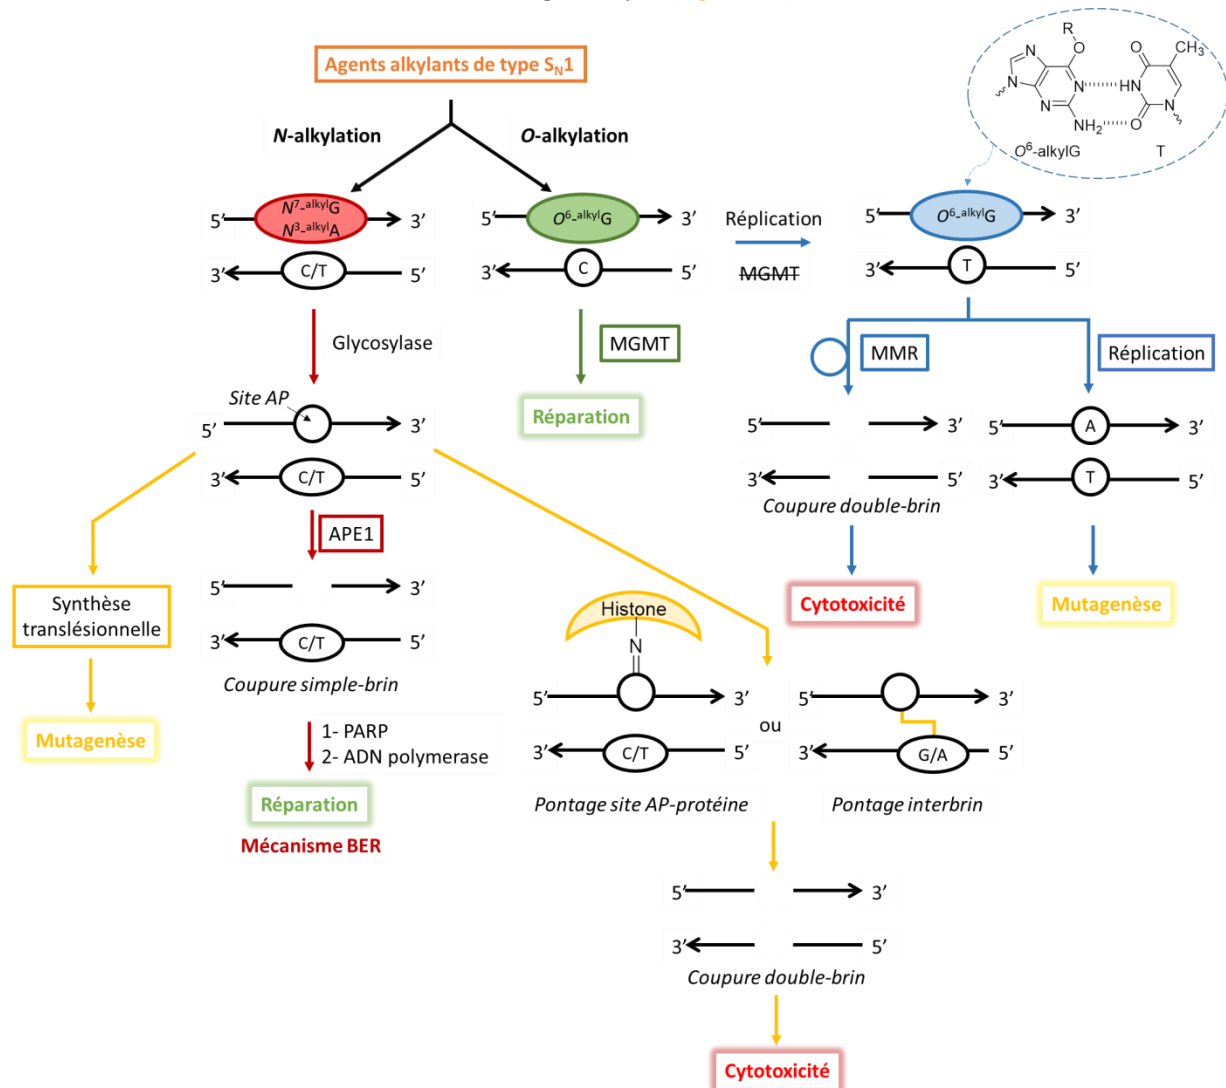 Agents alkylants de type SN1
N-alkylation
O-alkylation
R
O
N
N
N
N
NH2
O
HN
O
N
CH3
O6-alkylG
T
5’
N7-alkylG
N3-alkylA
3’
3’
C/T
5’
5’
O6-alkylG
3’
3’
C
5’
Réplication
MGMT
5’
O6-alkylG
3’
3’
T
5’
Glycosylase
MGMT
Réparation
MMR
Réplication
Site AP
5’
3’
3’
C/T
5’
5’
3’
3’
5’
Coupure double-brin
5’
A
3’
3’
T
5’
APE1
Cytotoxicité
Mutagenèse
Synthèse
translésionnelle
Mutagenèse
5’
3’
3’
C/T
5’
Coupure simple-brin
1- PARP
2- ADN polymerase
Réparation
Mécanisme BER
Histone
N
5’
3’
3’
C/T
5’
Pontage site AP-protéine
ou
5’
3’
3’
G/A
5’
Pontage interbrin
5’
3’
3’
5’
Coupure double-brin
Cytotoxicité